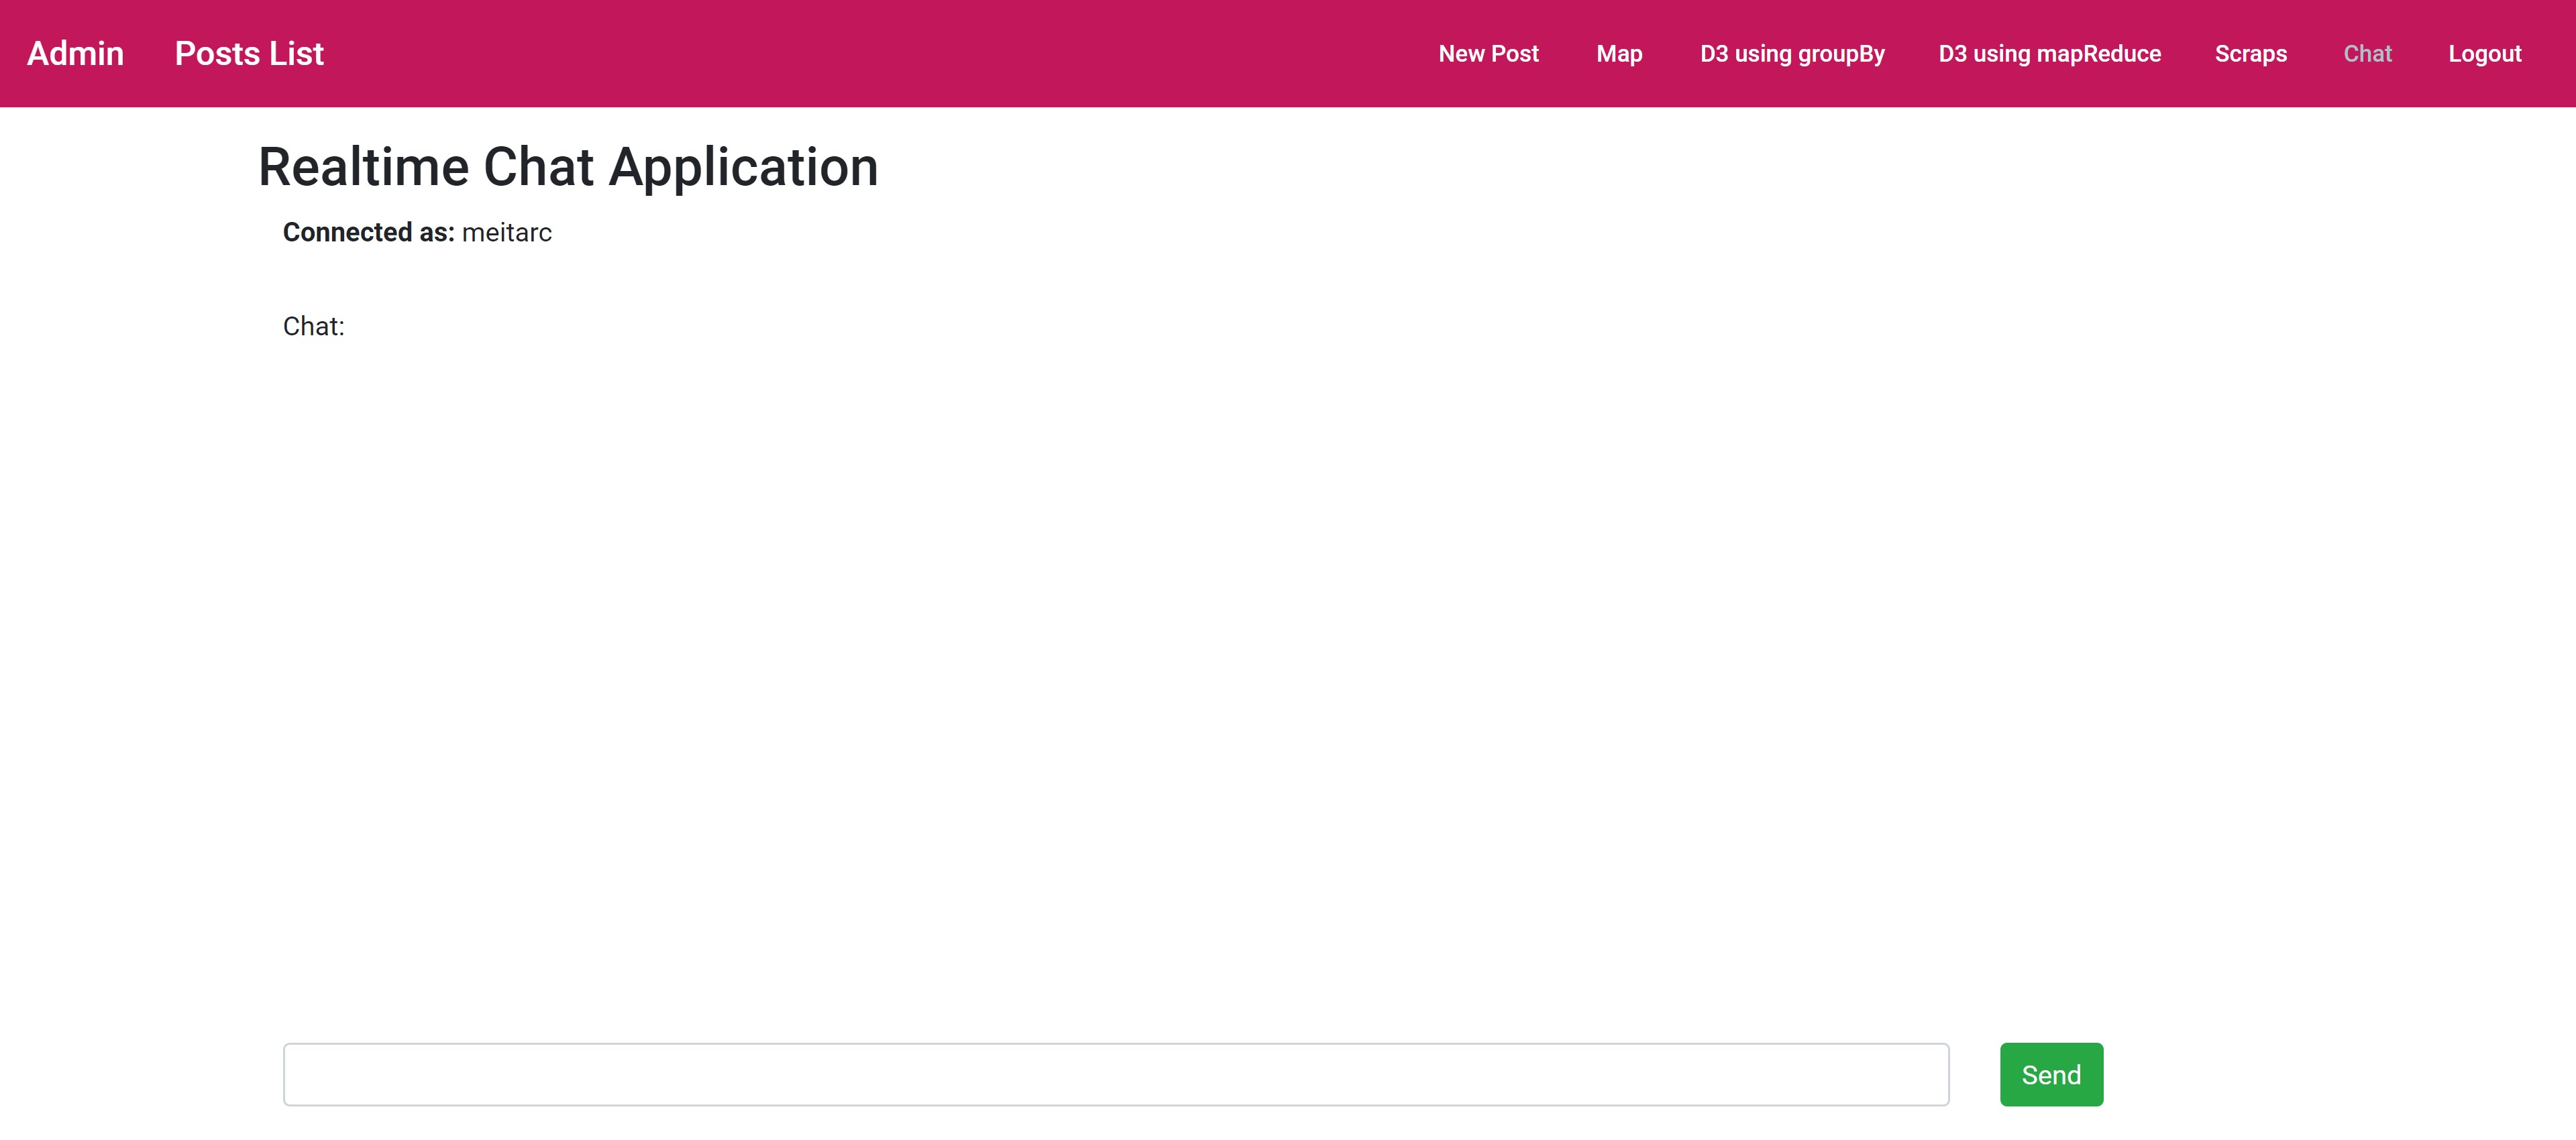 Admin Posts List New Post Map D3 using groupBy D3 using mapReduce Scraps Chat Logout
Realtime Chat Application
Connected as: meitarc
Chat:
Send